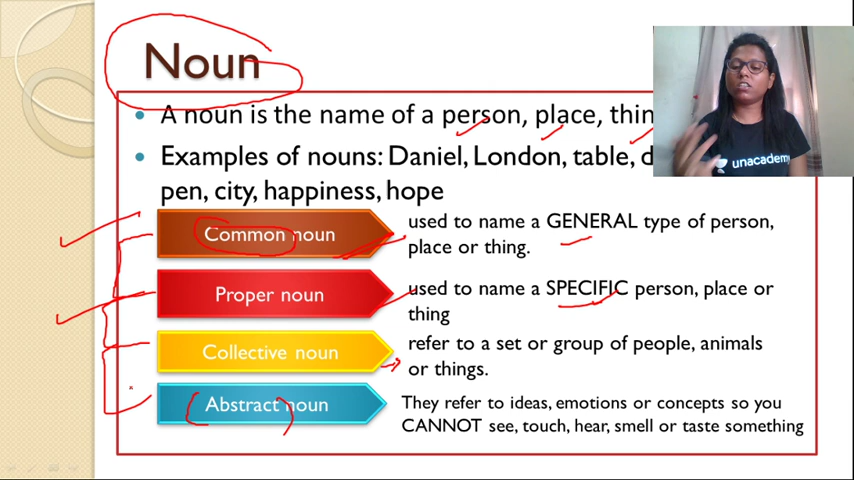 Noun
• A noun is the name of a person, place, thin
• Examples of nouns: Daniel, London, table, d
pen, city, happiness, hope
Common noun
used to name a GENERAL type of person,
place or thing.
Proper noun
used to name a SPECIFIC person, place or
thing
Collective noun
refer to a set or group of people, animals
or things.
Abstract noun
They refer to ideas, emotions or concepts so you
CANNOT see, touch, hear, smell or taste something
unacademy